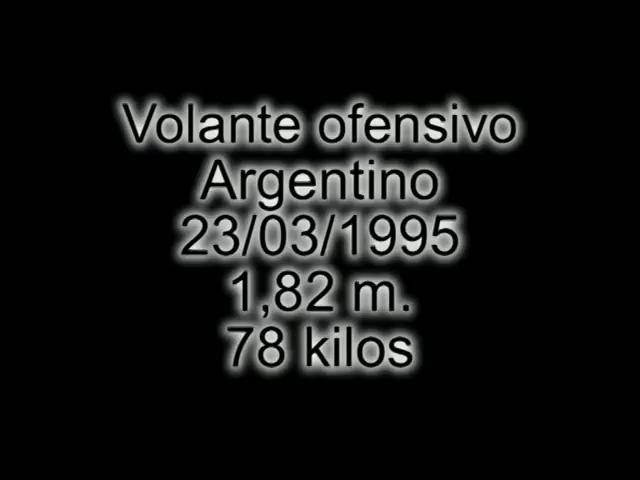 Volante ofensivo
Argentino
23/03/1995
1,82 m.
78 kilos